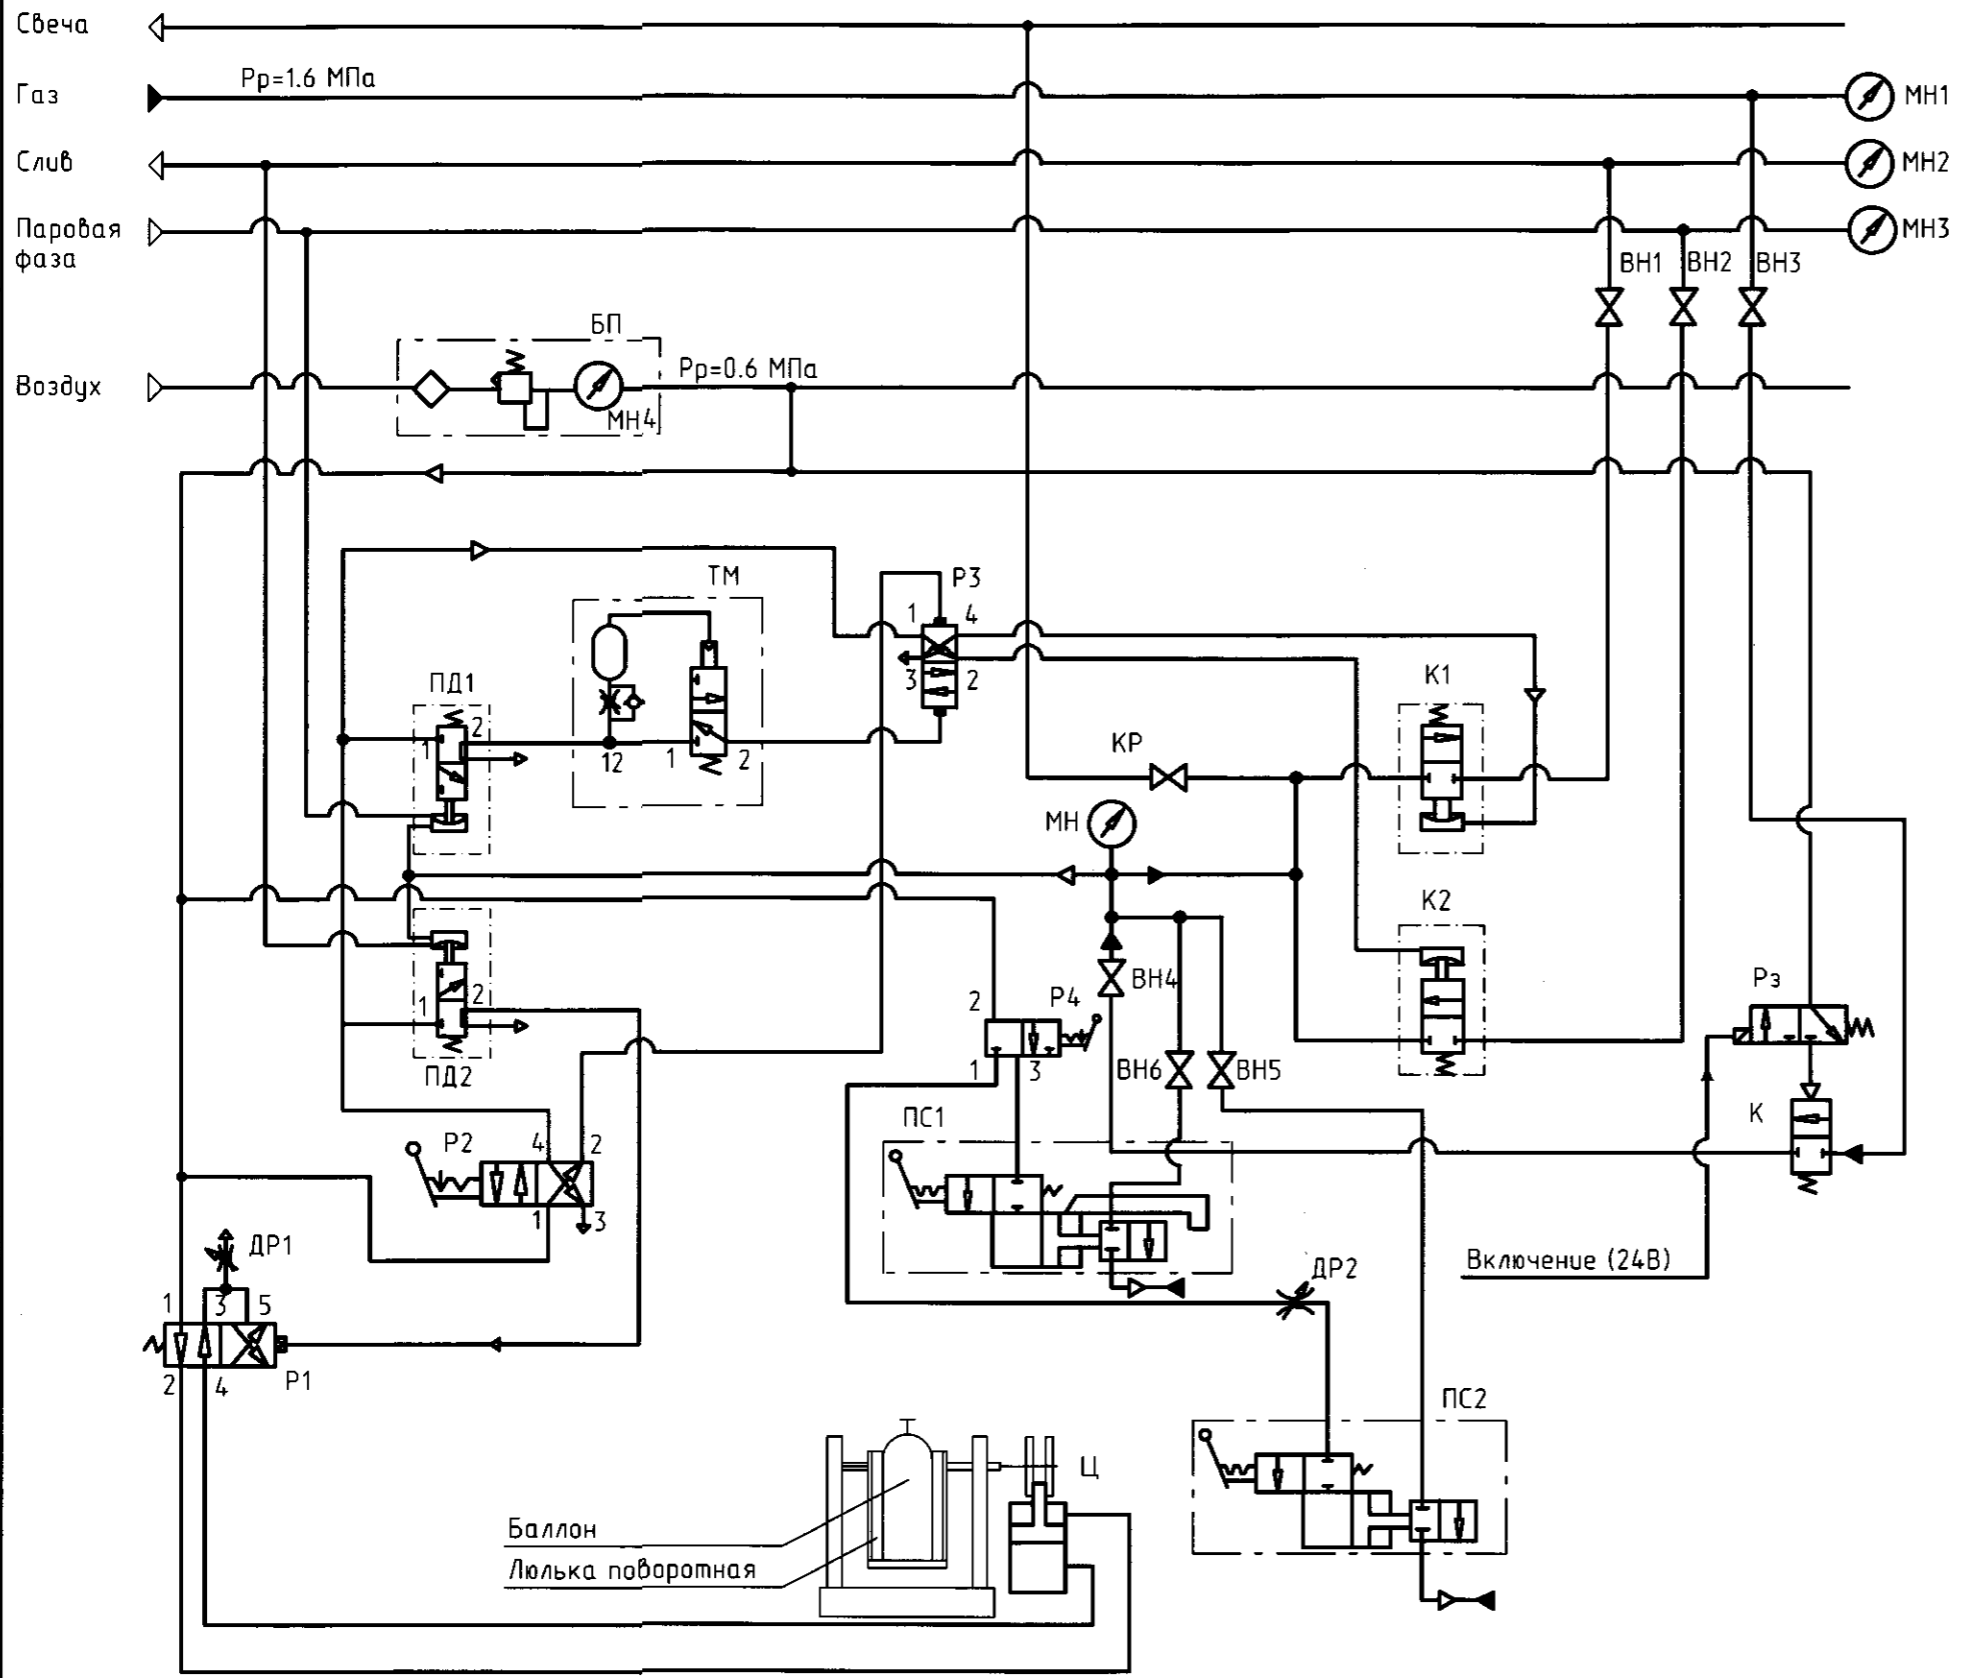 Свеча
Газ
Рр=1.6 МПа
МН1
Слив
МН2
Паровая
фаза
МН3
ВН1
ВН2
ВН3
БП
Воздух
Рр=0.6 МПа
МН4
ТМ
Р3
1
4
3
2
ПД1
1
2
12
1
2
К1
КР
МН
К2
1
2
ПД2
2
Р4
ВН4
Рз
1
3
ВН6
ВН5
ПС1
К
Р2
4
2
1
3
ДР1
Включение (24В)
ДР2
1
3
5
2
4
Р1
ПС2
Ц
Баллон
Люлька поворотная